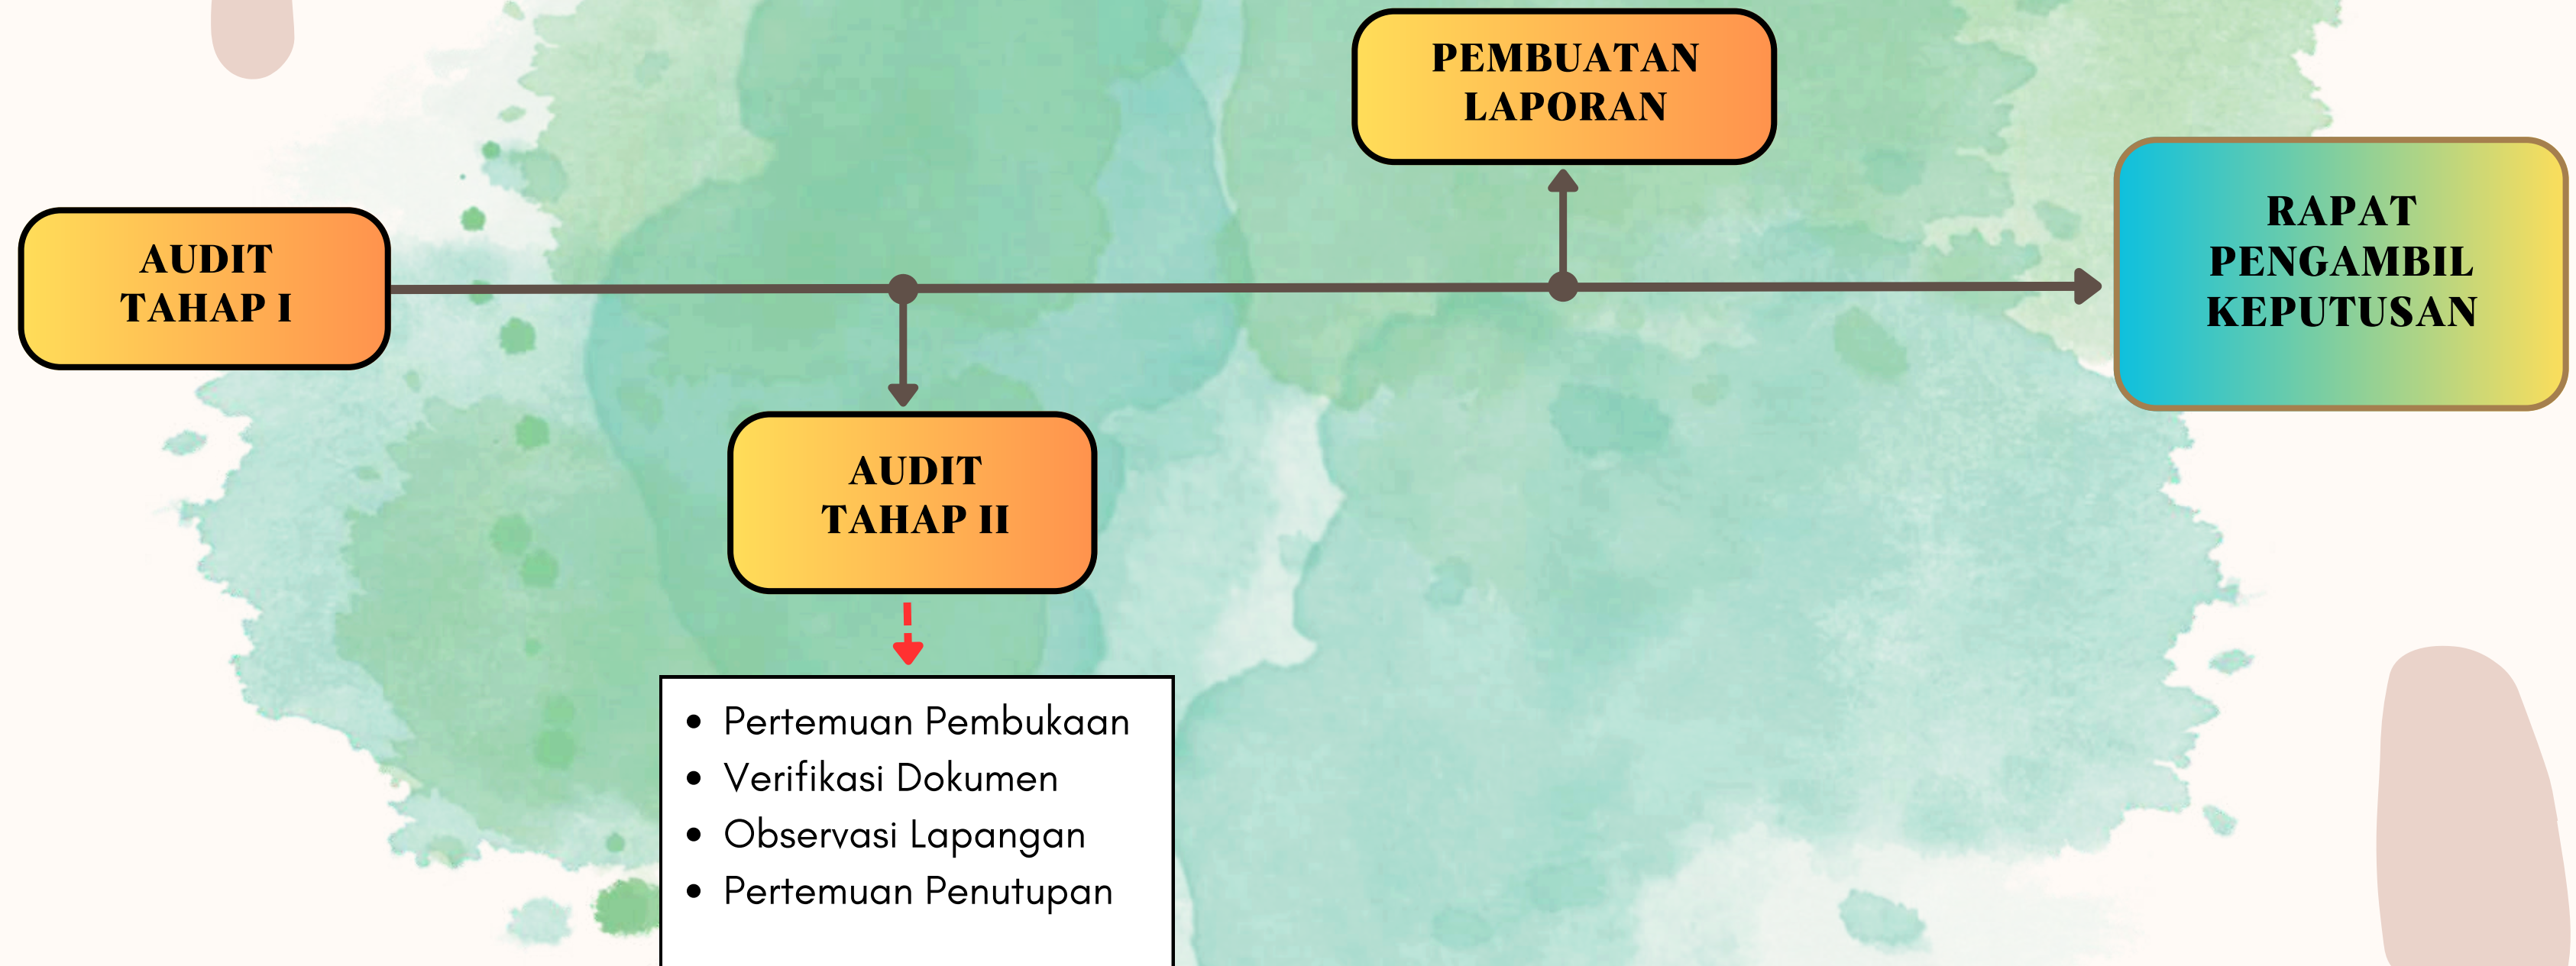 AUDIT
TAHAP I
AUDIT
TAHAP II
• Pertemuan Pembukaan
• Verifikasi Dokumen
• Observasi Lapangan
• Pertemuan Penutupan
PEMBUATAN
LAPORAN
RAPAT
PENGAMBIL
KEPUTUSAN